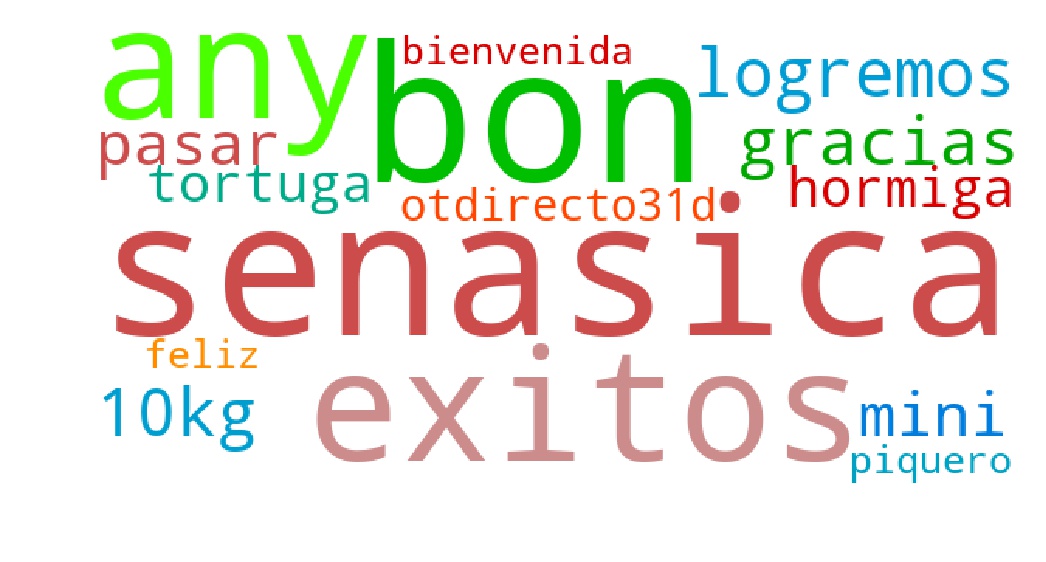 any
bon
bienvenida
logremos
pasar
gracias
tortuga
hormiga
otdirecto31d
senasica
feliz
exitos
10kg
mini
piquero